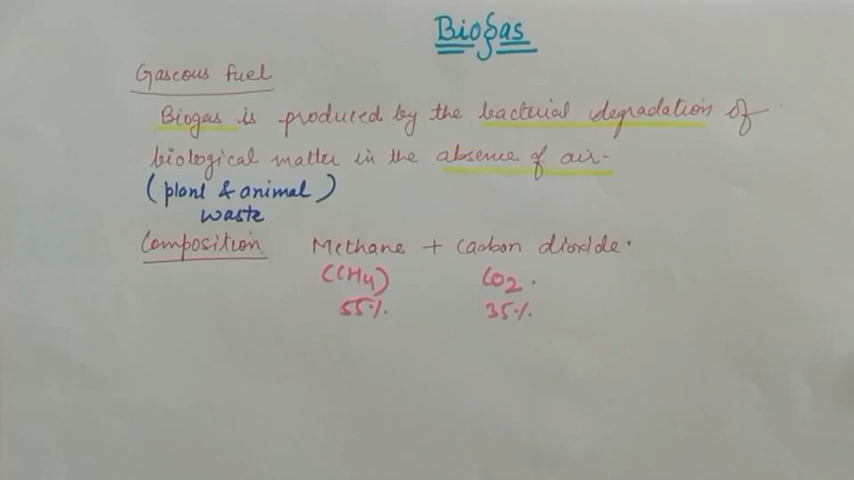 Biogas
Gaseous fuel
Biogas is produced by the bacterial degradation of
biological matter in the absence of air.
(plant & animal)
waste
Composition Methane + Carbon dioxide.
(CH4) CO2.
55% 35%